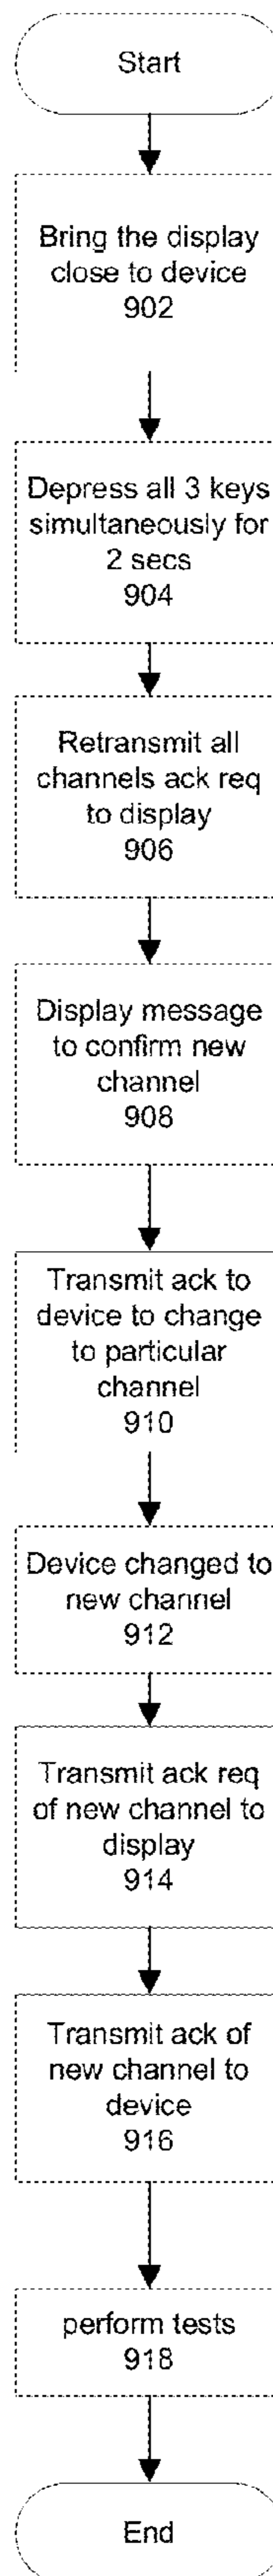 Start
Bring the display
close to device
902
Depress all 3 keys
simultaneously for
2 secs
904
Retransmit all
channels ack req
to display
906
Display message
to confirm new
channel
908
Transmit ack to
device to change
to particular
channel
910
Device changed to
new channel
912
Transmit ack req
of new channel to
display
914
Transmit ack of
new channel to
device
916
perform tests
918
End